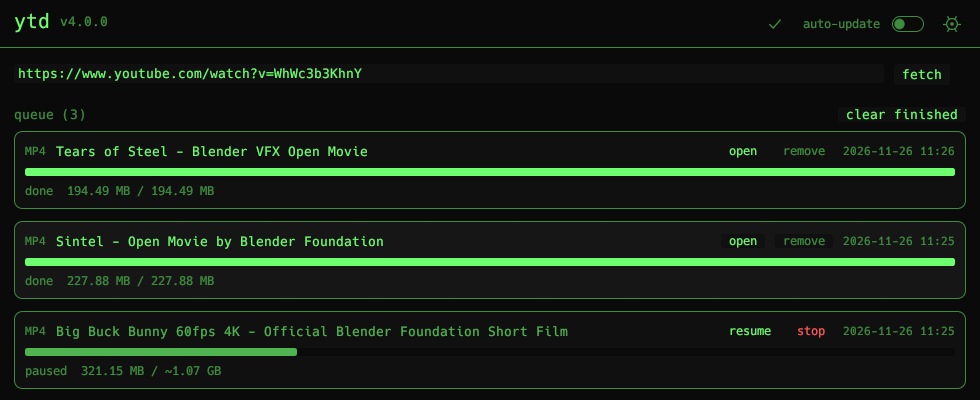 ytd v4.0.0 auto-update
https://www.youtube.com/watch?v=WhWc3b3KhnY fetch
queue (3) clear finished
MP4 Tears of Steel - Blender VFX Open Movie open remove 2026-11-26 11:26
done 194.49 MB / 194.49 MB
MP4 Sintel - Open Movie by Blender Foundation open remove 2026-11-26 11:25
done 227.88 MB / 227.88 MB
MP4 Big Buck Bunny 60fps 4K - Official Blender Foundation Short Film resume stop 2026-11-26 11:25
paused 321.15 MB / ~1.07 GB